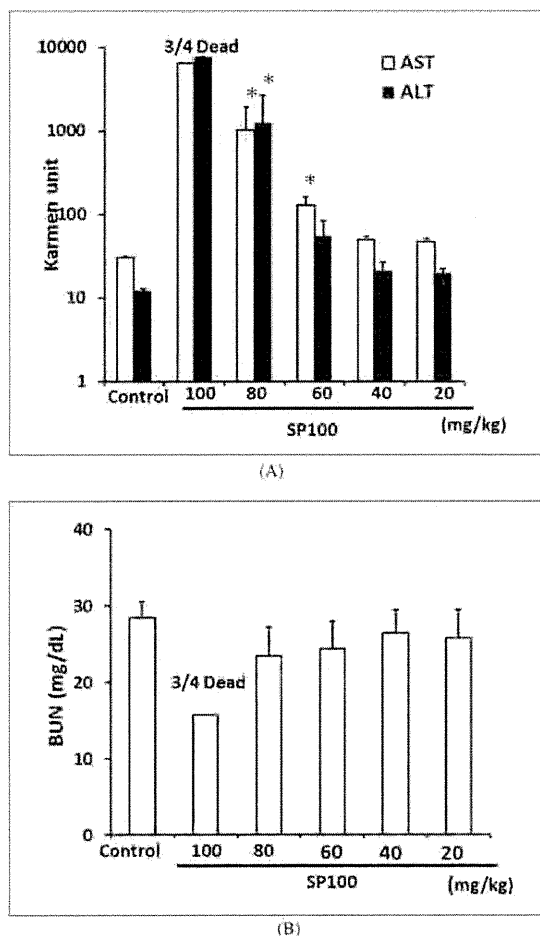 10000
1000
100
10
1
Karmen unit
3/4 Dead
* *
*
AST
ALT
Control 100 80 60 40 20
SP100 (mg/kg)
(A)
40
30
20
10
0
BUN (mg/dL)
3/4 Dead
Control 100 80 60 40 20
SP100 (mg/kg)
(B)